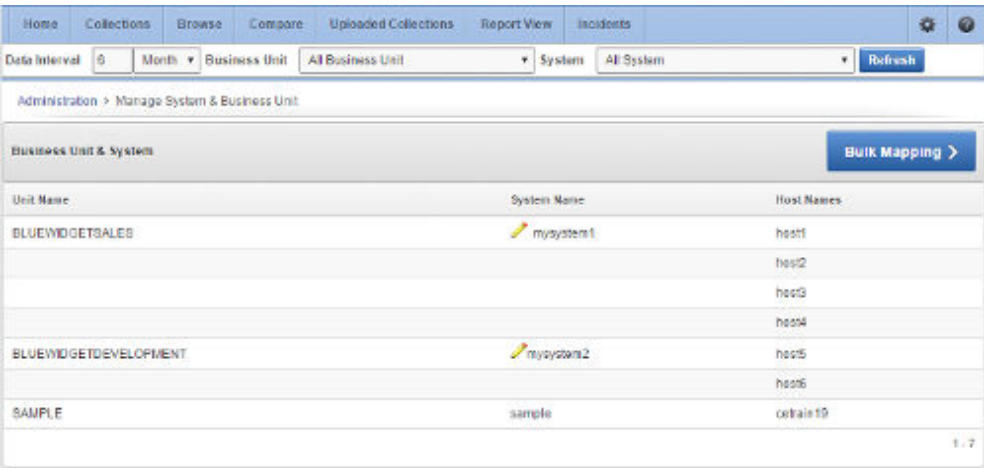 Home Collections Browse Compare Uploaded Collections Report View Incidents
Data Interval 6 Month Business Unit All Business Unit System All System Refresh
Administration > Manage System & Business Unit
Business Unit & System Bulk Mapping >
Unit Name System Name Host Names
BLUEWIDGETSALES mysystem1 host1
host2
host3
host4
BLUEWIDGETDEVELOPMENT mysystem2 host5
host6
SAMPLE sample cetrain19
1 - 7